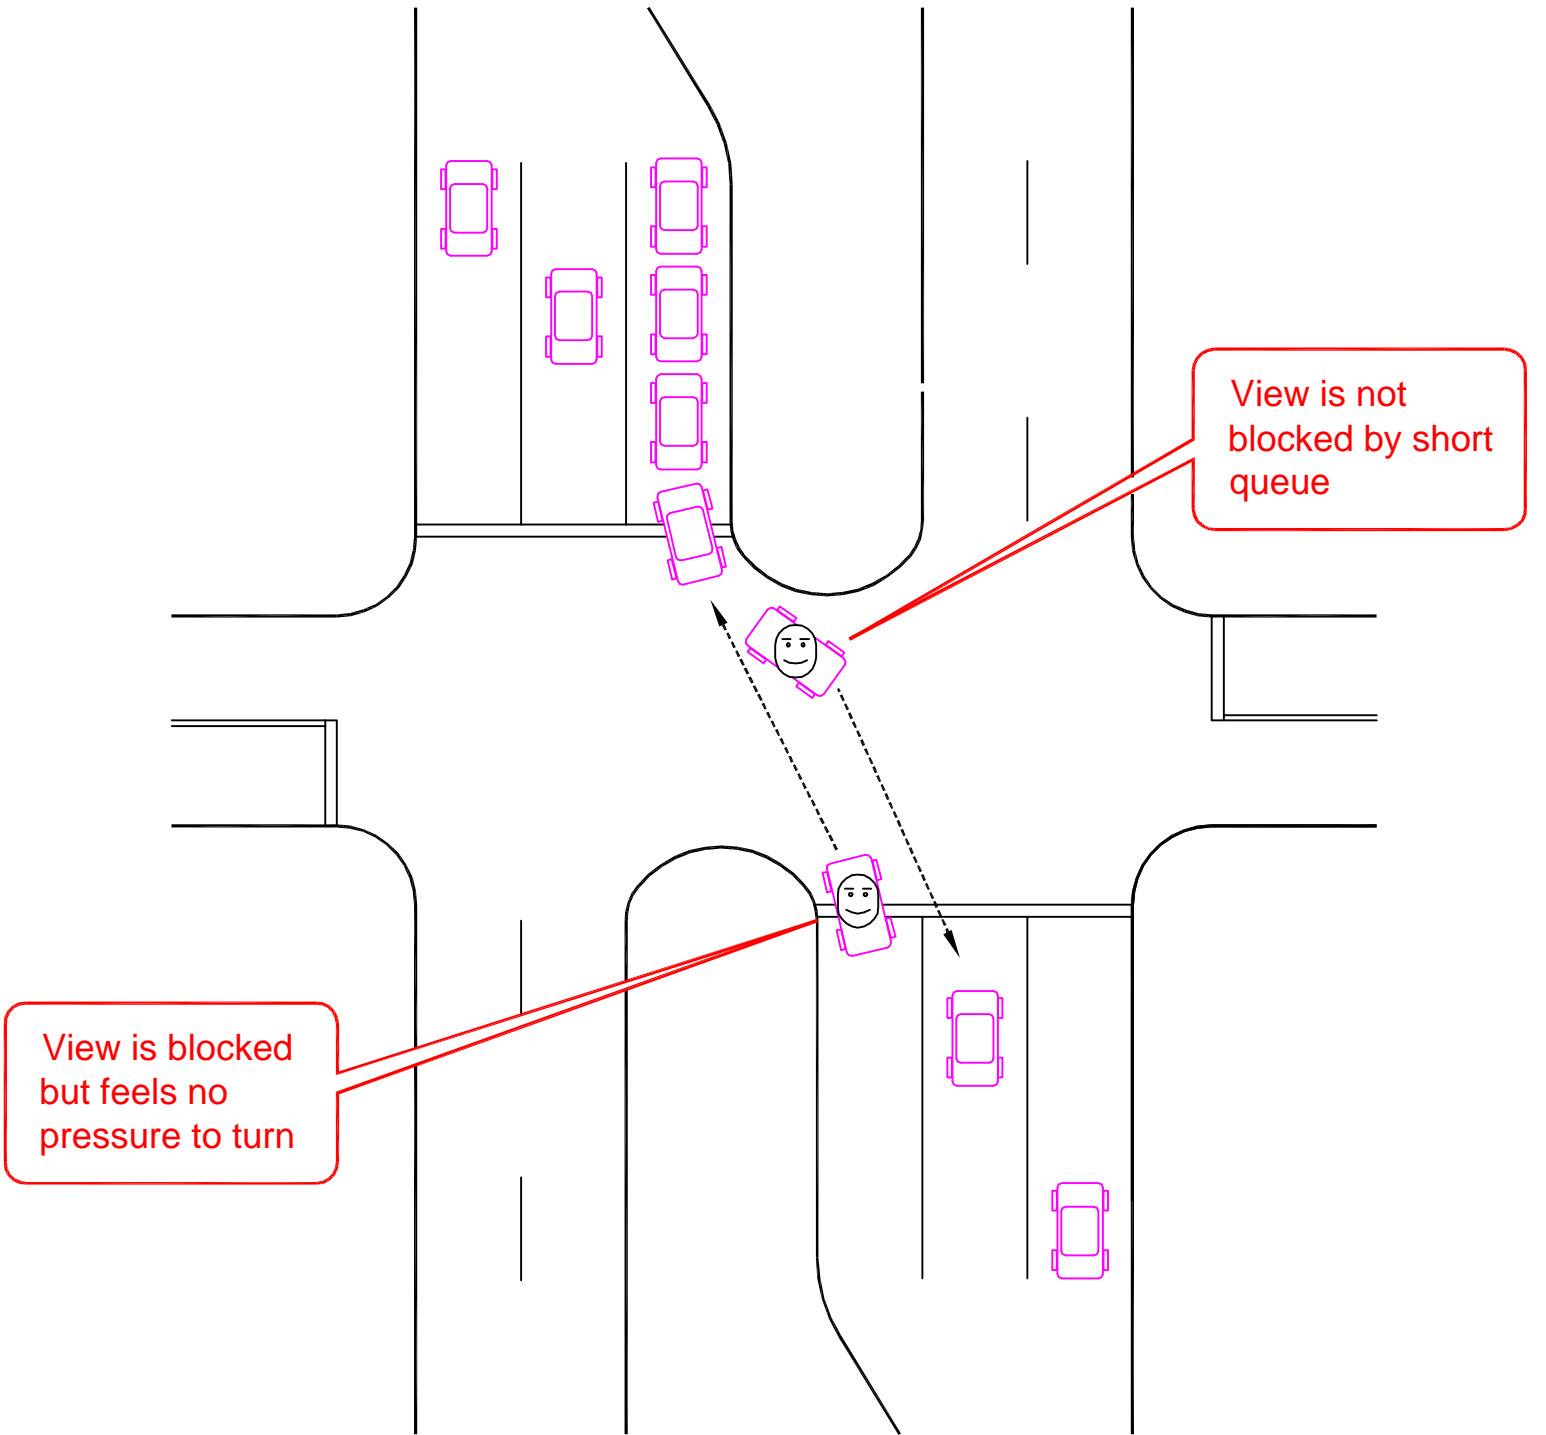 View is not
blocked by short
queue
View is blocked
but feels no
pressure to turn